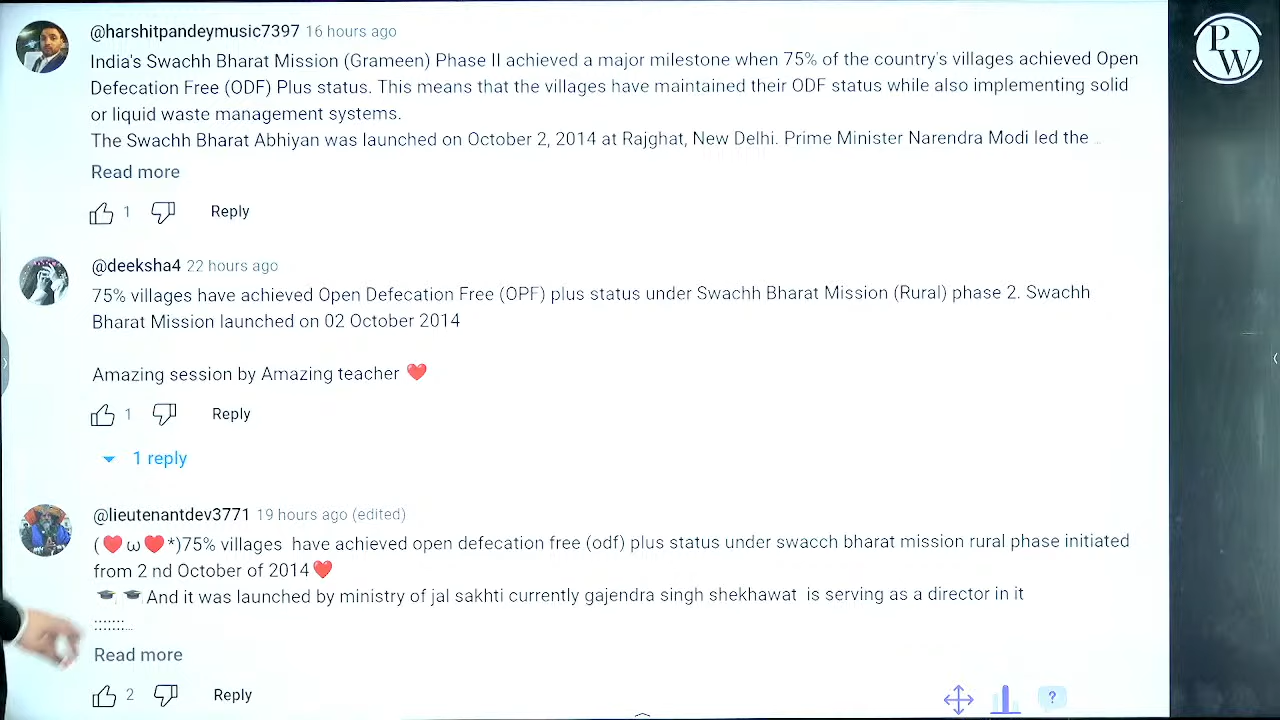 @harshitpandeymusic7397 16 hours ago
India's Swachh Bharat Mission (Grameen) Phase II achieved a major milestone when 75% of the country's villages achieved Open
Defecation Free (ODF) Plus status. This means that the villages have maintained their ODF status while also implementing solid
or liquid waste management systems.
The Swachh Bharat Abhiyan was launched on October 2, 2014 at Rajghat, New Delhi. Prime Minister Narendra Modi led the ...
Read more
1 Reply
@deeksha4 22 hours ago
75% villages have achieved Open Defecation Free (OPF) plus status under Swachh Bharat Mission (Rural) phase 2. Swachh
Bharat Mission launched on 02 October 2014
Amazing session by Amazing teacher ❤️
1 Reply
1 reply
@lieutenantdev3771 19 hours ago (edited)
(❤️ω❤️*)75% villages have achieved open defecation free (odf) plus status under swacch bharat mission rural phase initiated
from 2 nd October of 2014❤️
🎓 🎓And it was launched by ministry of jal sakhti currently gajendra singh shekhawat is serving as a director in it
:::::::...
Read more
2 Reply
?
PW